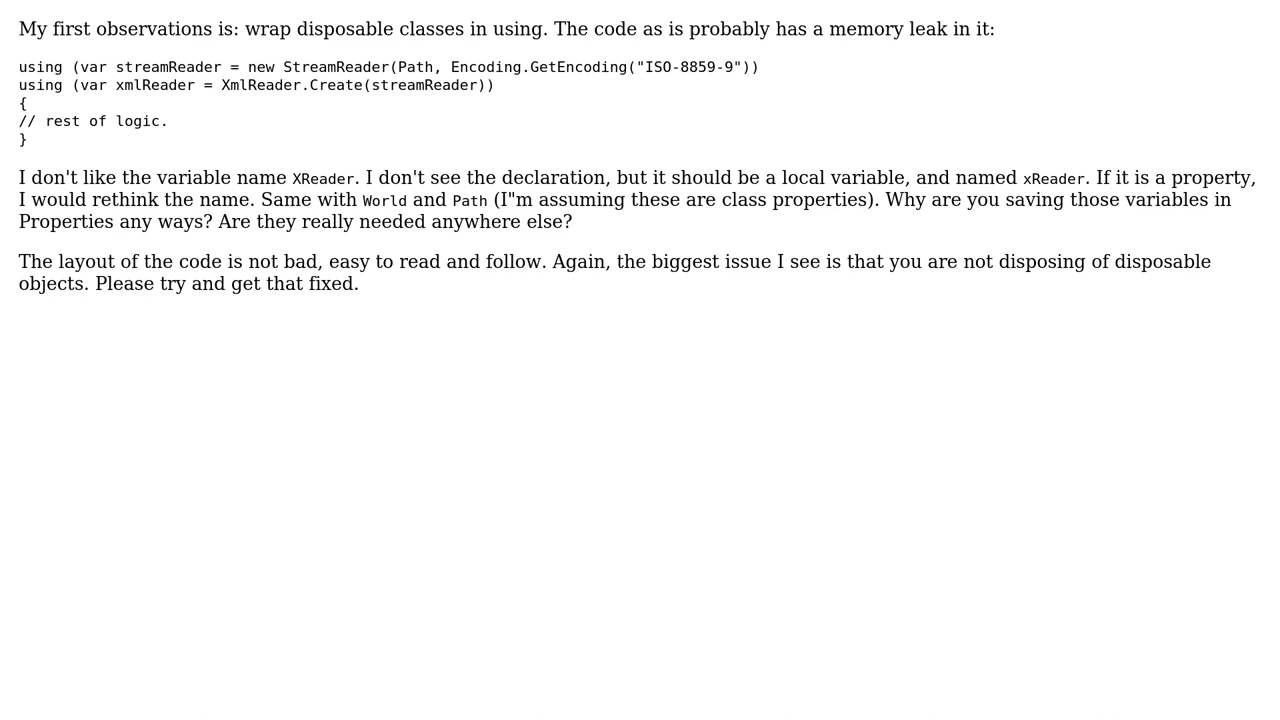 My first observations is: wrap disposable classes in using. The code as is probably has a memory leak in it:
using (var streamReader = new StreamReader(Path, Encoding.GetEncoding("ISO-8859-9"))
using (var xmlReader = XmlReader.Create(streamReader))
{
// rest of logic.
}
I don't like the variable name XReader. I don't see the declaration, but it should be a local variable, and named xReader. If it is a property,
I would rethink the name. Same with World and Path (I"m assuming these are class properties). Why are you saving those variables in
Properties any ways? Are they really needed anywhere else?
The layout of the code is not bad, easy to read and follow. Again, the biggest issue I see is that you are not disposing of disposable
objects. Please try and get that fixed.